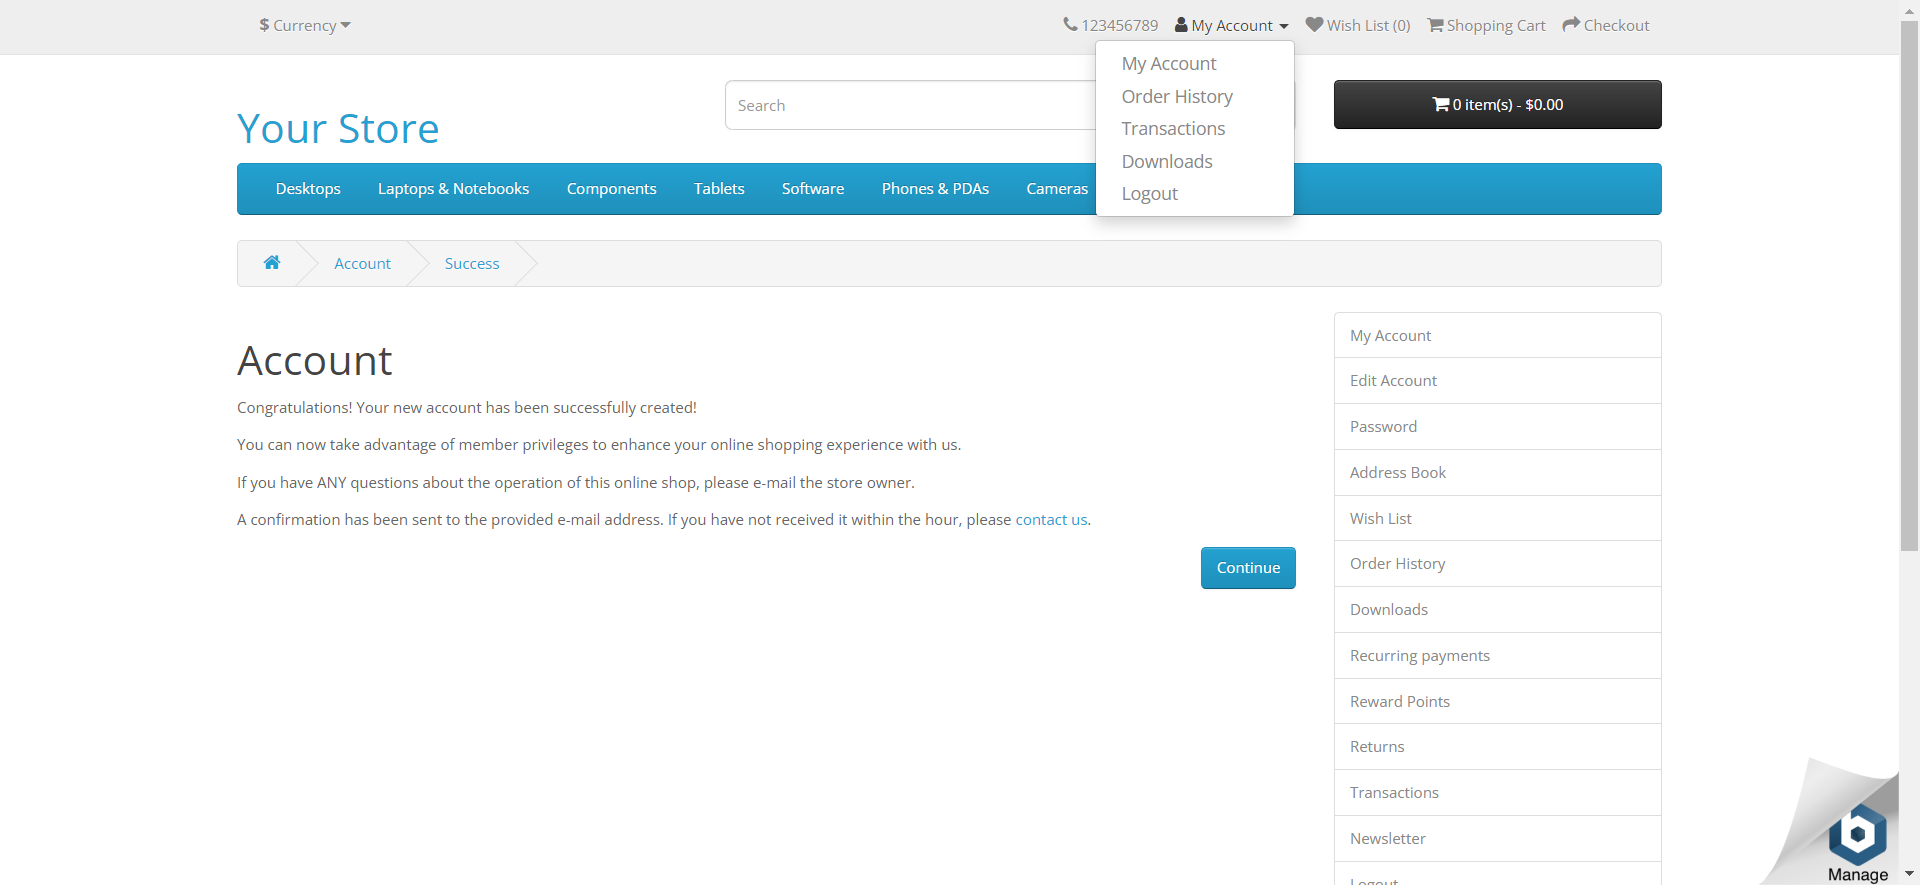 $ Currency
123456789
My Account
Wish List (0)
Shopping Cart
Checkout
My Account
Order History
Transactions
Downloads
Logout
Your Store
Search
0 item(s) - $0.00
Desktops
Laptops & Notebooks
Components
Tablets
Software
Phones & PDAs
Cameras
Account
Success
Account
Congratulations! Your new account has been successfully created!
You can now take advantage of member privileges to enhance your online shopping experience with us.
If you have ANY questions about the operation of this online shop, please e-mail the store owner.
A confirmation has been sent to the provided e-mail address. If you have not received it within the hour, please contact us.
Continue
My Account
Edit Account
Password
Address Book
Wish List
Order History
Downloads
Recurring payments
Reward Points
Returns
Transactions
Newsletter
Logout
b
Manage